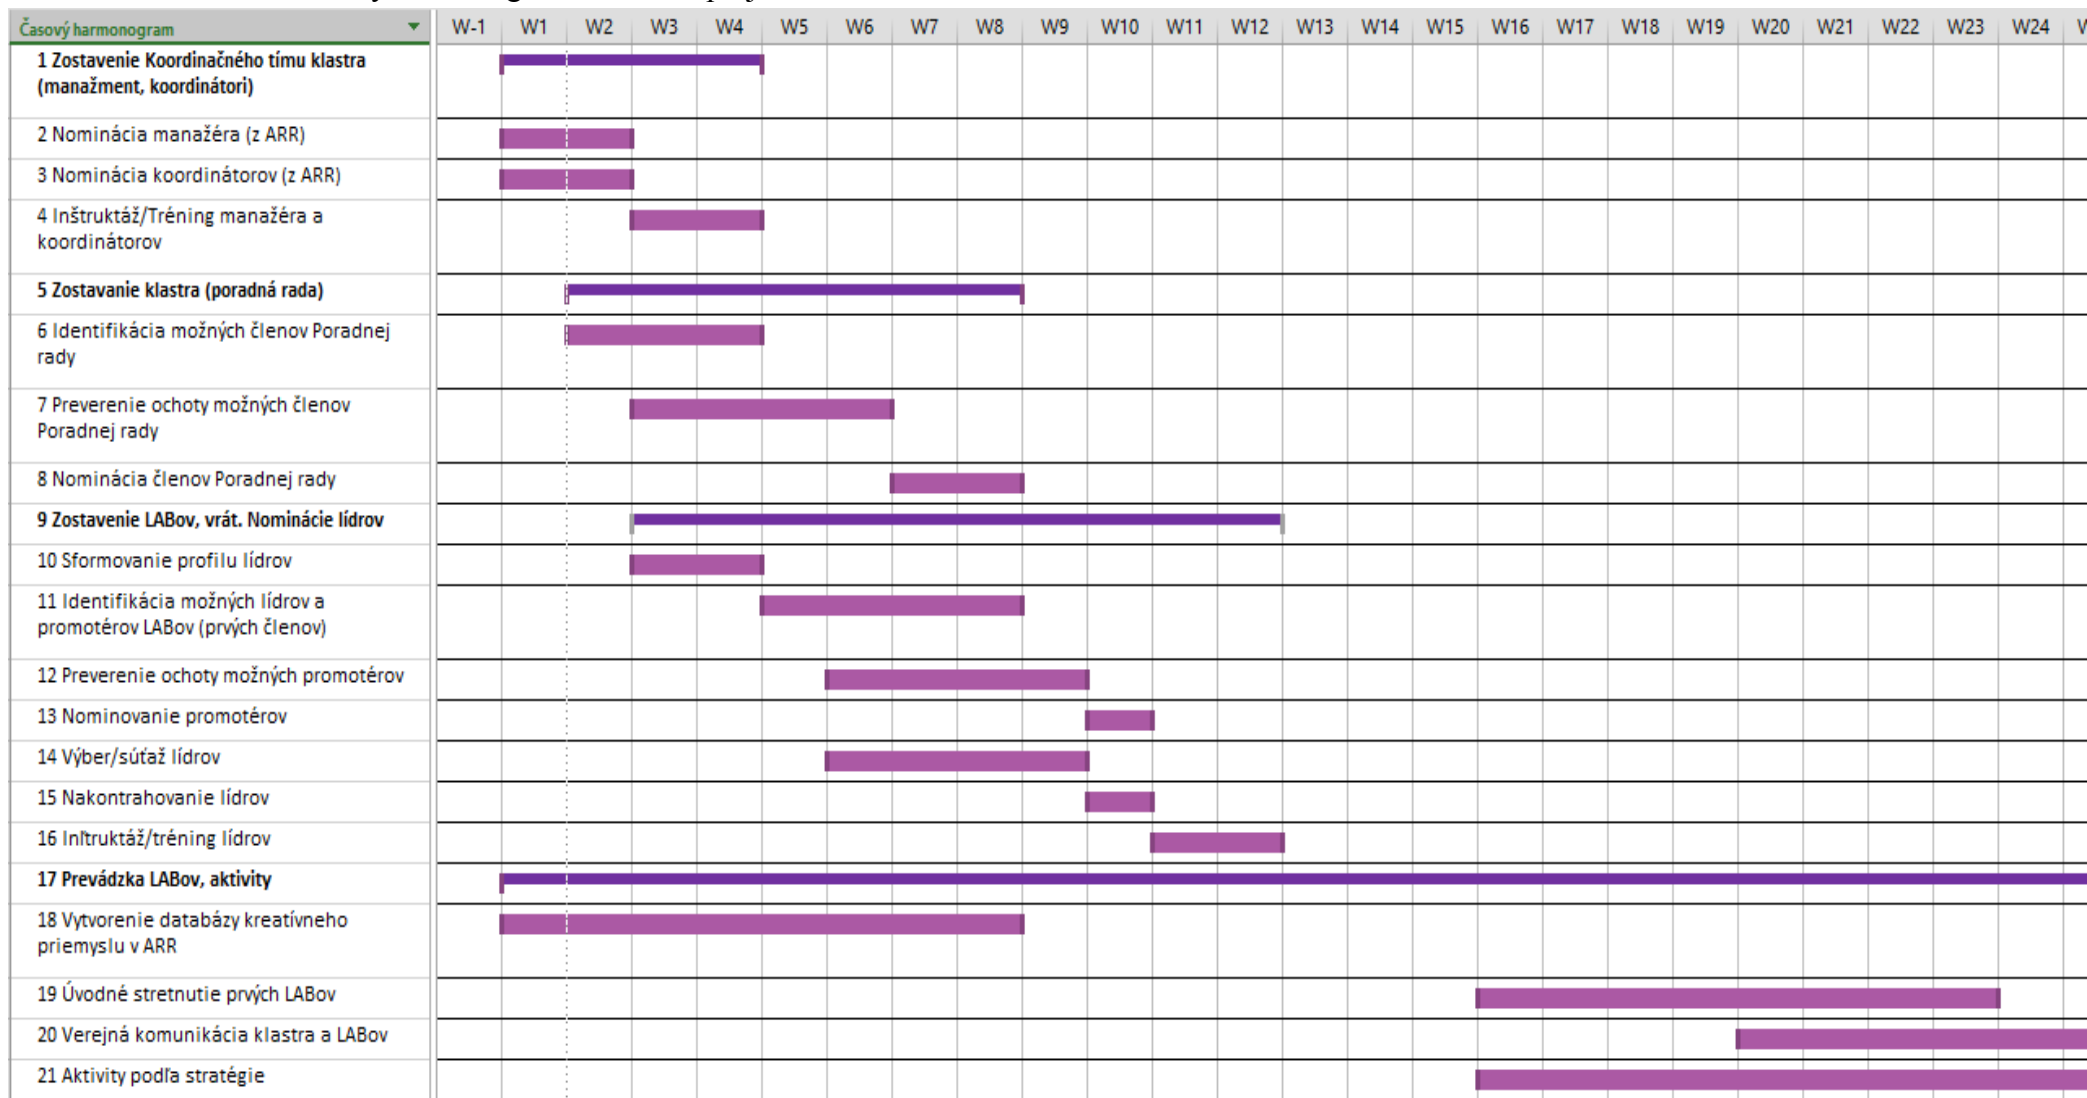 Časový harmonogram W-1 W1 W2 W3 W4 W5 W6 W7 W8 W9 W10 W11 W12 W13 W14 W15 W16 W17 W18 W19 W20 W21 W22 W23 W24
1 Zostavenie Koordinačného tímu klastra
(manažment, koordinátori)
2 Nominácia manažéra (z ARR)
3 Nominácia koordinátorov (z ARR)
4 Inštruktáž/Tréning manažéra a
koordinátorov
5 Zostavanie klastra (poradná rada)
6 Identifikácia možných členov Poradnej
rady
7 Preverenie ochoty možných členov
Poradnej rady
8 Nominácia členov Poradnej rady
9 Zostavenie LABov, vrát. Nominácie lídrov
10 Sformovanie profilu lídrov
11 Identifikácia možných lídrov a
promotérov LABov (prvých členov)
12 Preverenie ochoty možných promotérov
13 Nominovanie promotérov
14 Výber/súťaž lídrov
15 Nakontrahovanie lídrov
16 Inľtruktáž/tréning lídrov
17 Prevádzka LABov, aktivity
18 Vytvorenie databázy kreatívneho
priemyslu v ARR
19 Úvodné stretnutie prvých LABov
20 Verejná komunikácia klastra a LABov
21 Aktivity podľa stratégie